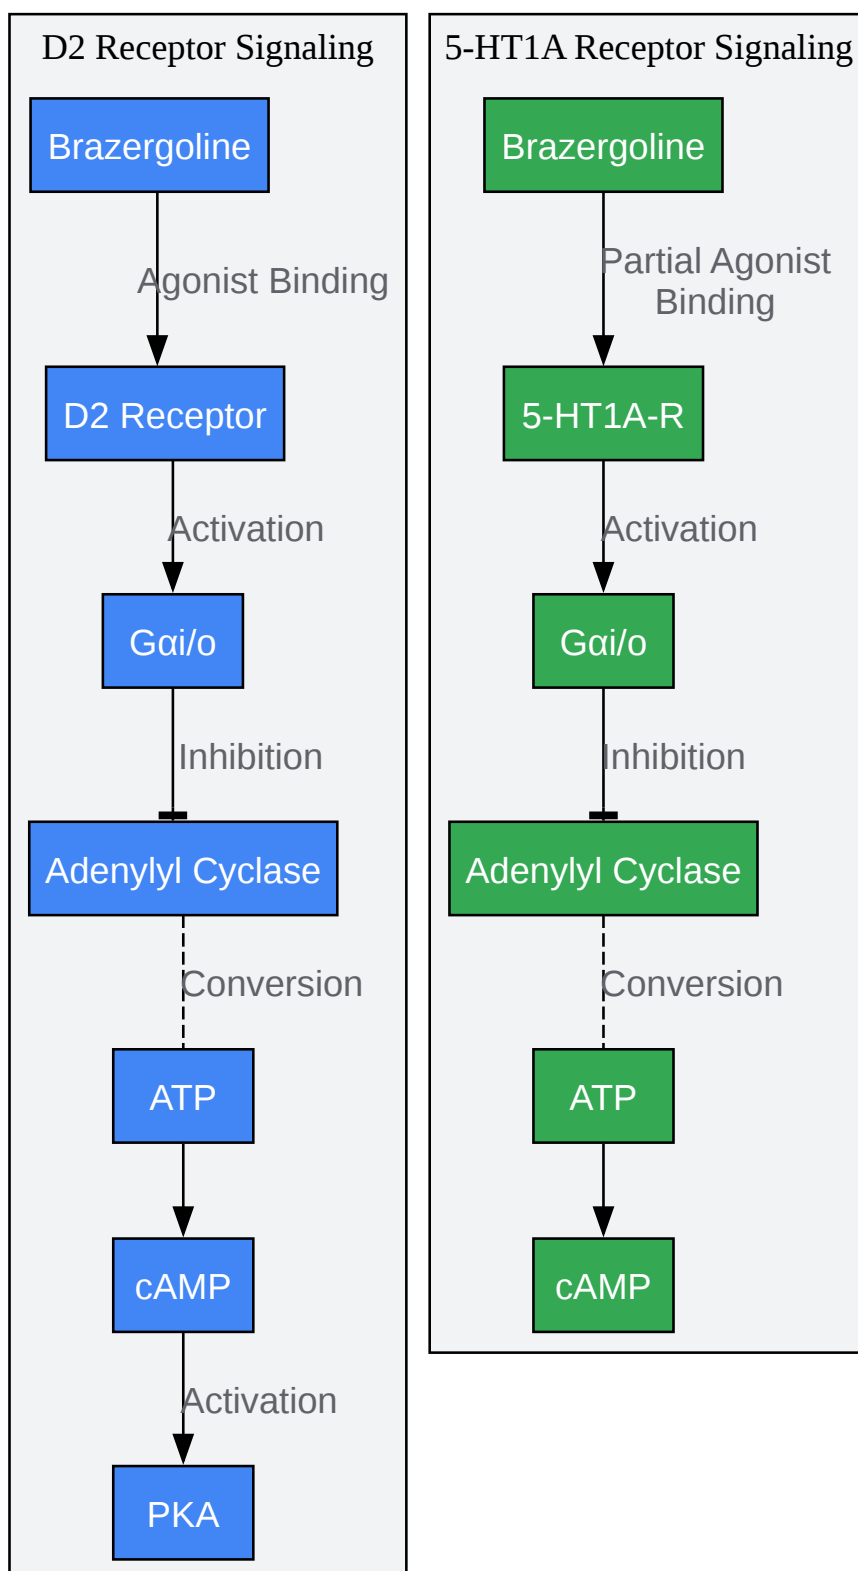 D2 Receptor Signaling
Brazergoline
Agonist Binding
D2 Receptor
Activation
Gαi/o
Inhibition
Adenylyl Cyclase
Conversion
ATP
cAMP
Activation
PKA
5-HT1A Receptor Signaling
Brazergoline
Partial Agonist
Binding
5-HT1A-R
Activation
Gαi/o
Inhibition
Adenylyl Cyclase
Conversion
ATP
cAMP